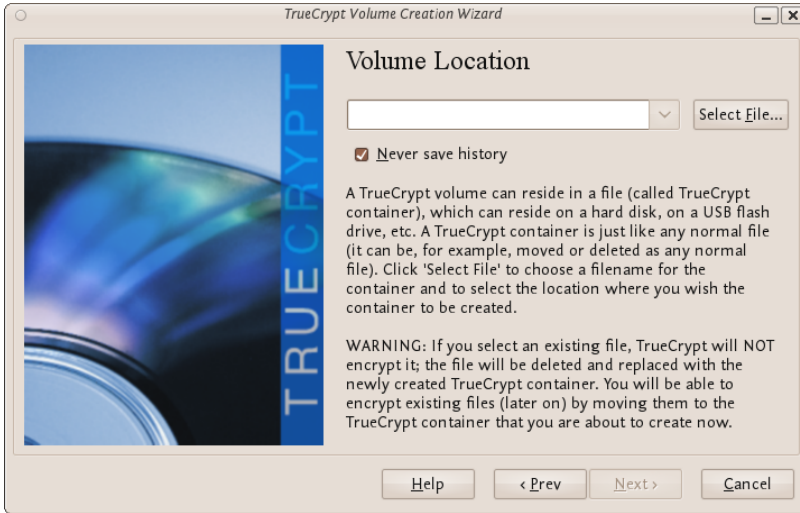 TrueCrypt Volume Creation Wizard
TRUECRYPT
Volume Location
Select File...
Never save history
A TrueCrypt volume can reside in a file (called TrueCrypt
container), which can reside on a hard disk, on a USB flash
drive, etc. A TrueCrypt container is just like any normal file
(it can be, for example, moved or deleted as any normal
file). Click 'Select File' to choose a filename for the
container and to select the location where you wish the
container to be created.
WARNING: If you select an existing file, TrueCrypt will NOT
encrypt it; the file will be deleted and replaced with the
newly created TrueCrypt container. You will be able to
encrypt existing files (later on) by moving them to the
TrueCrypt container that you are about to create now.
Help
< Prev
Next >
Cancel